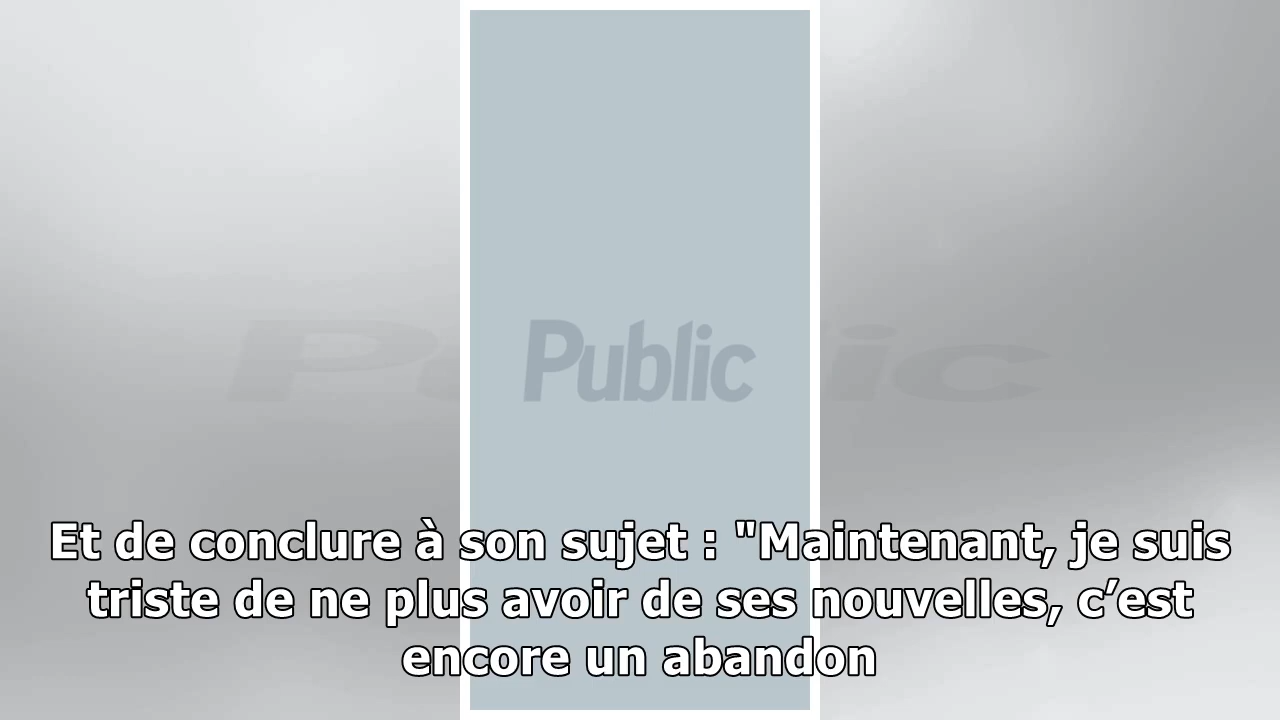 Public
Et de conclure à son sujet : "Maintenant, je suis
triste de ne plus avoir de ses nouvelles, c’est
encore un abandon